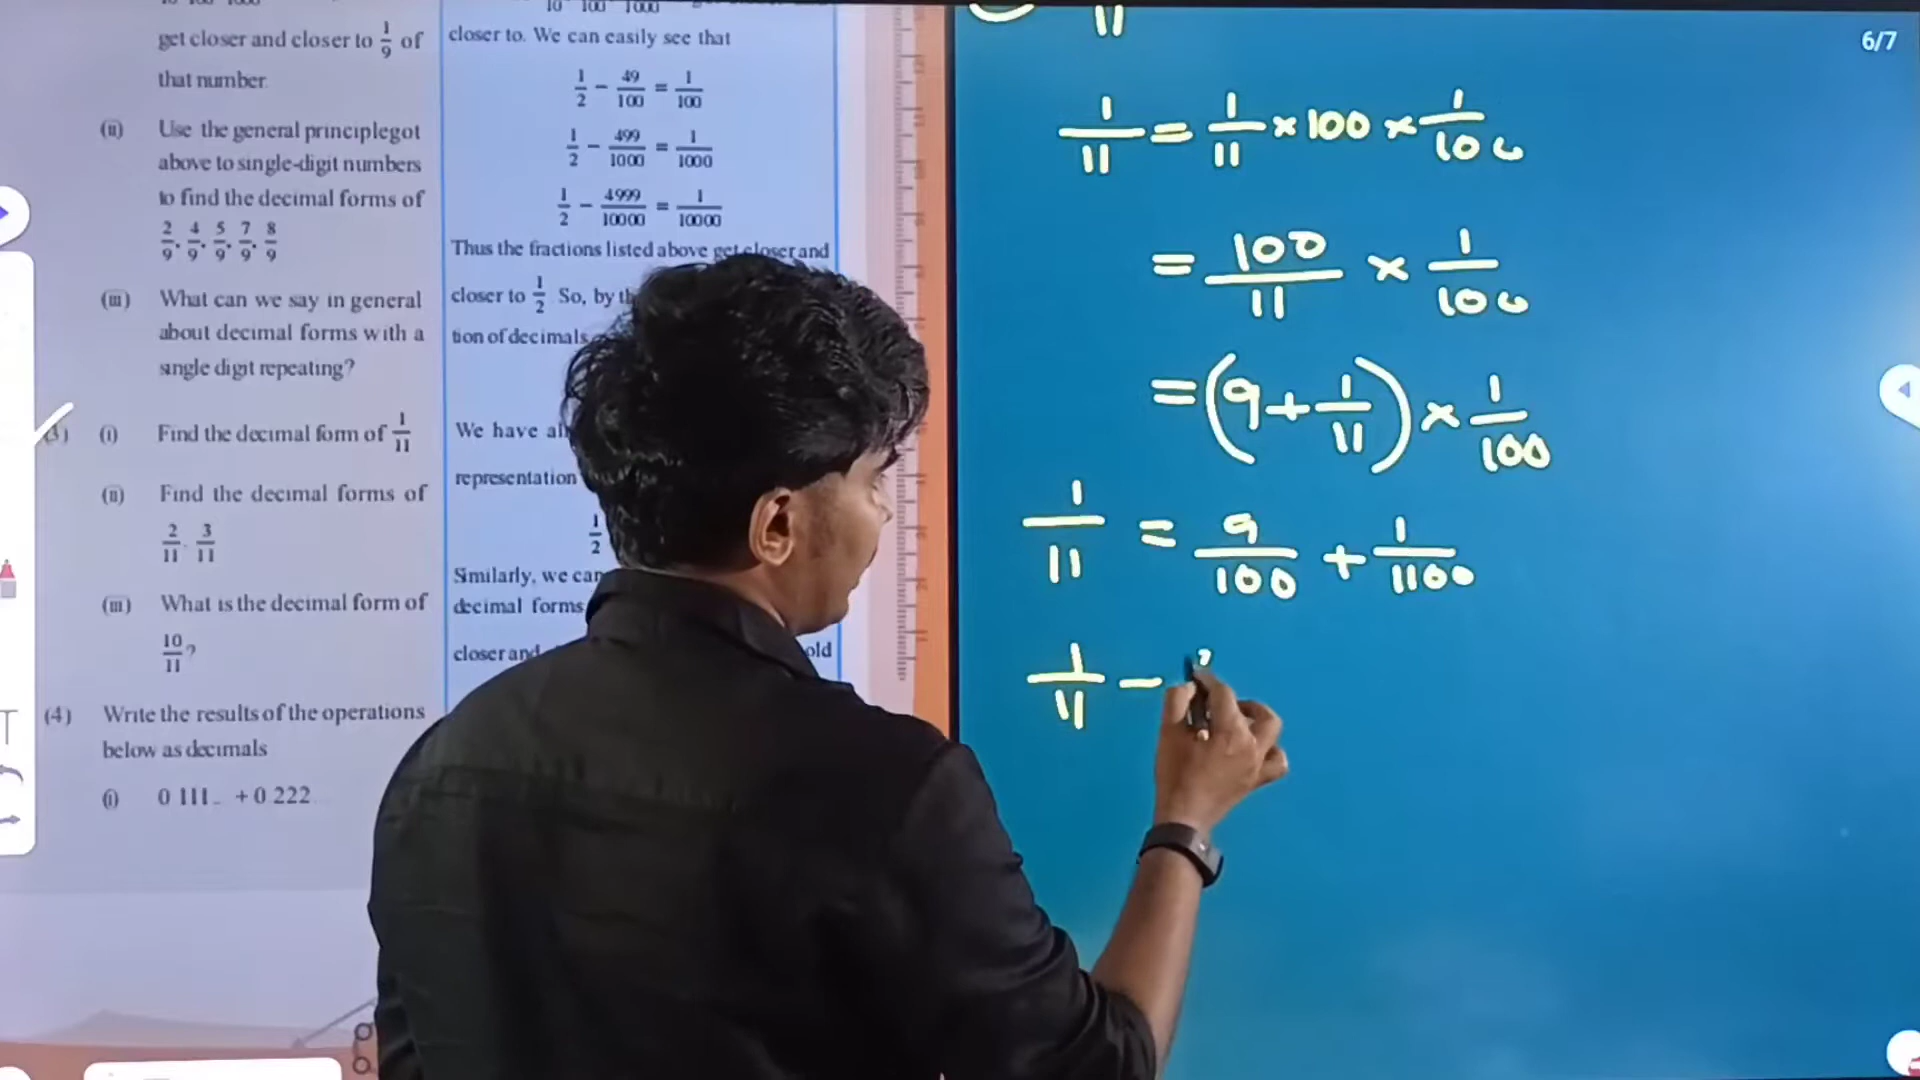 get closer and closer to 1/9 of
that number.
(ii) Use the general principlegot
above to single-digit numbers
to find the decimal forms of
2/9, 4/9, 5/9, 7/9, 8/9
(iii) What can we say in general
about decimal forms with a
single digit repeating?
(3) (i) Find the decimal form of 1/11
(ii) Find the decimal forms of
2/11, 3/11
(iii) What is the decimal form of
10/11?
(4) Write the results of the operations
below as decimals
(i) 0 111... + 0 222
closer to. We can easily see that
1/2 − 49/100 = 1/100
1/2 − 499/1000 = 1/1000
1/2 − 4999/10000 = 1/10000
Thus the fractions listed above get closer and
closer to 1/2 So, by
tion of decimals
We have
representation
1/2
Similarly, we can
decimal forms
closer and old
6/7
11
1/11 = 1/11 × 100 × 1/100
= 100/11 × 1/100
= (9 + 1/11) × 1/100
1/11 = 9/100 + 1/1100
1/11 −